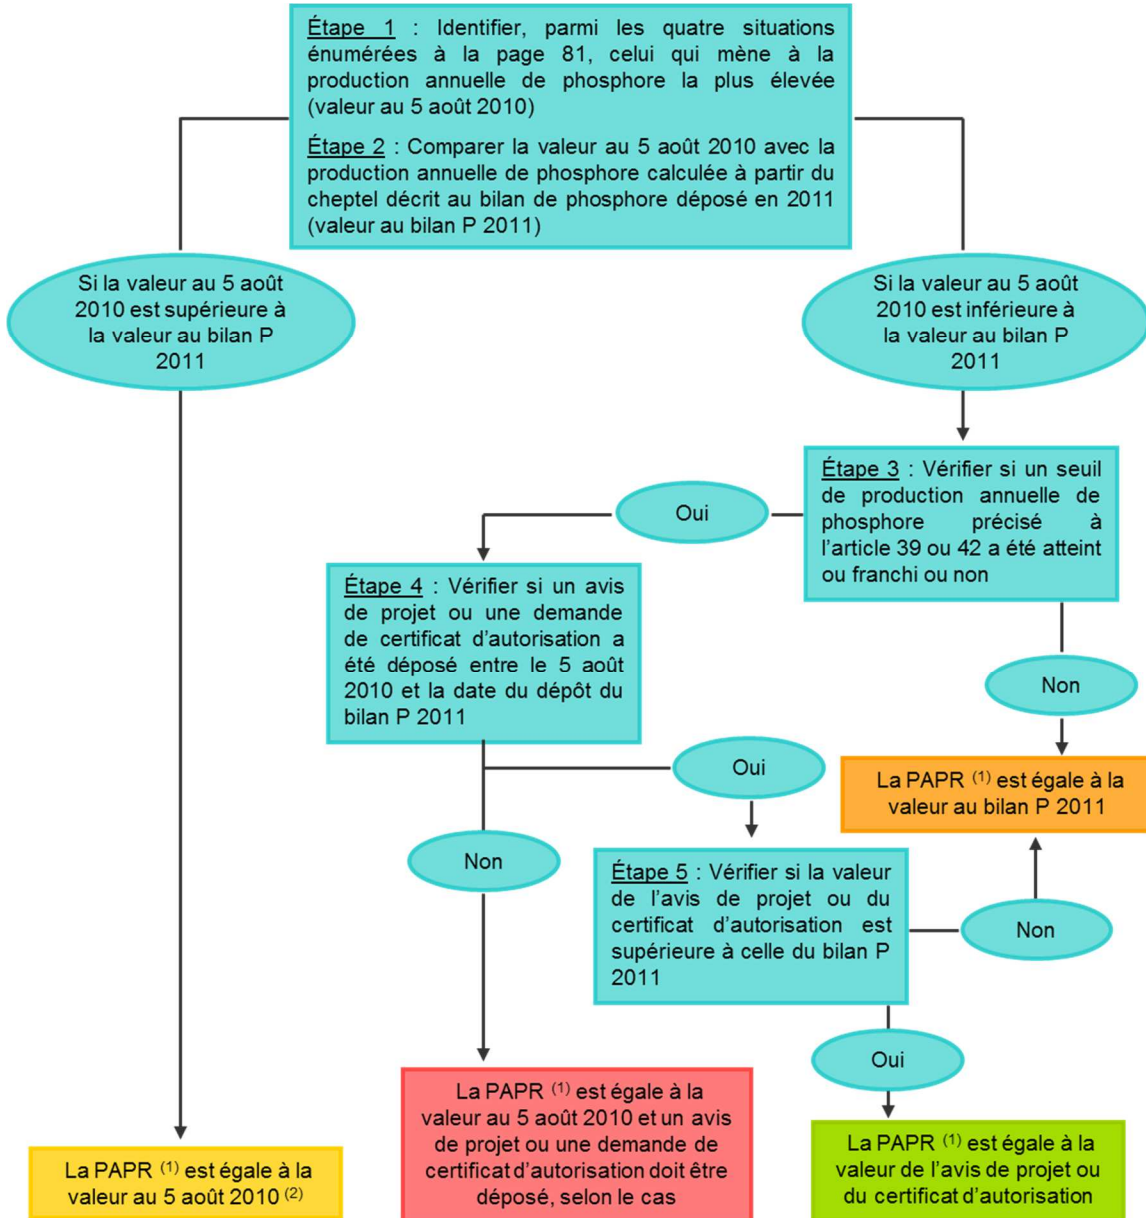 Étape 1 : Identifier, parmi les quatre situations
énumérées à la page 81, celui qui mène à la
production annuelle de phosphore la plus élevée
(valeur au 5 août 2010)
Étape 2 : Comparer la valeur au 5 août 2010 avec la
production annuelle de phosphore calculée à partir du
cheptel décrit au bilan de phosphore déposé en 2011
(valeur au bilan P 2011)
Si la valeur au 5 août
2010 est supérieure à
la valeur au bilan P
2011
Si la valeur au 5 août
2010 est inférieure à
la valeur au bilan P
2011
Étape 3 : Vérifier si un seuil
de production annuelle de
phosphore précisé à
l'article 39 ou 42 a été atteint
ou franchi ou non
Oui
Étape 4 : Vérifier si un avis
de projet ou une demande
de certificat d'autorisation a
été déposé entre le 5 août
2010 et la date du dépôt du
bilan P 2011
Non
Oui
La PAPR (1) est égale à la
valeur au bilan P 2011
Non
Étape 5 : Vérifier si la valeur
de l'avis de projet ou du
certificat d'autorisation est
supérieure à celle du bilan P
2011
Non
Oui
La PAPR (1) est égale à la
valeur au 5 août 2010 (2)
La PAPR (1) est égale à la
valeur au 5 août 2010 et un avis
de projet ou une demande de
certificat d'autorisation doit être
déposé, selon le cas
La PAPR (1) est égale à la
valeur de l'avis de projet ou
du certificat d'autorisation